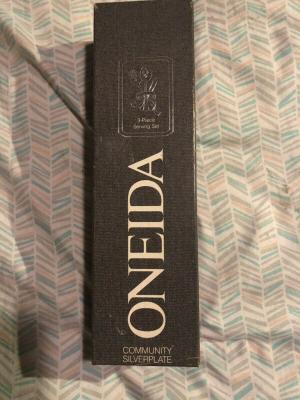 3-Piece
Serving Set
ONEIDA
COMMUNITY
SILVERPLATE